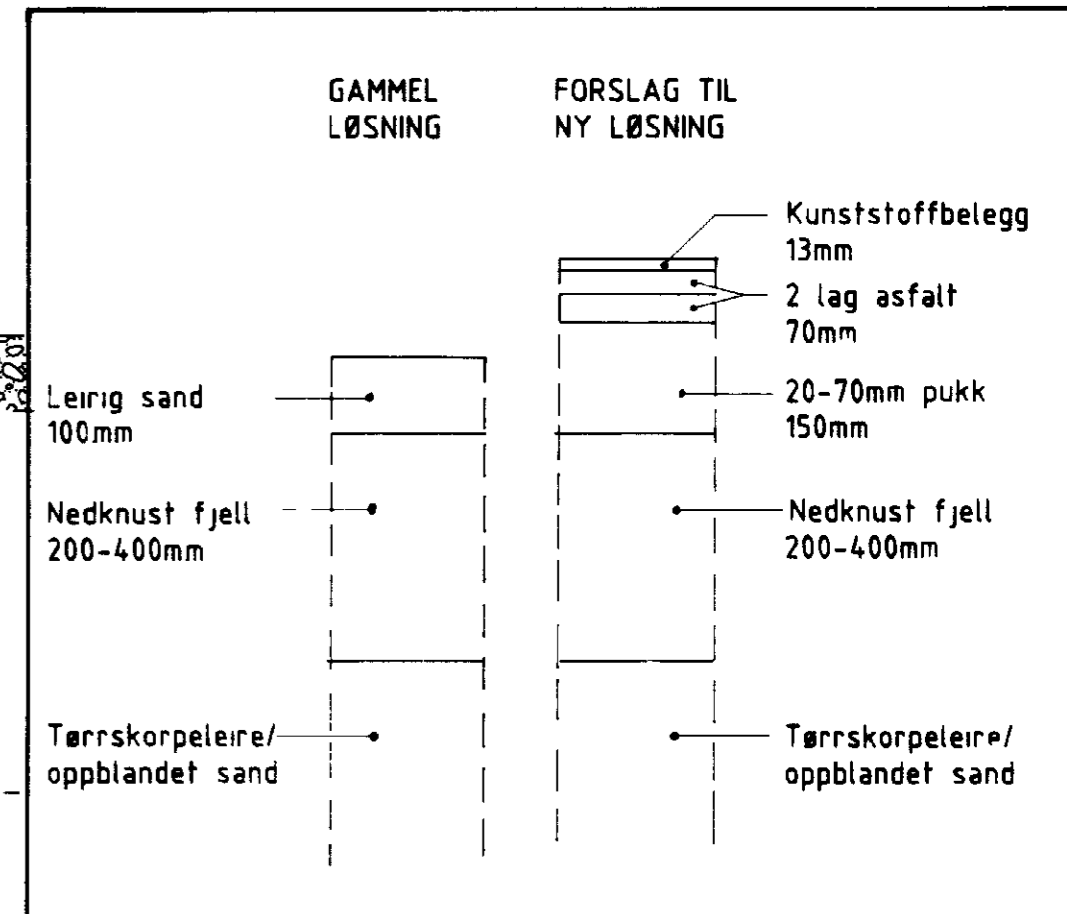 GAMMEL
LØSNING
FORSLAG TIL
NY LØSNING
Kunststoffbelegg
13mm
2 lag asfalt
70mm
Leirig sand
100mm
20-70mm pukk
150mm
Nedknust fjell
200-400mm
Nedknust fjell
200-400mm
Tørrskorpeleire/
oppblandet sand
Tørrskorpeleire/
oppblandet sand